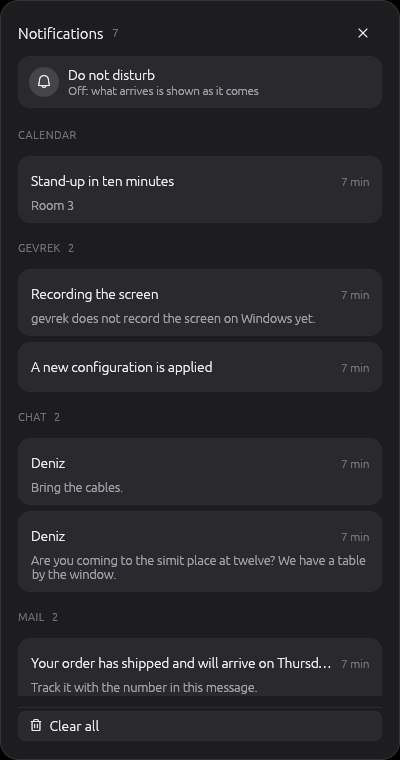 Notifications 7
Do not disturb
Off: what arrives is shown as it comes
CALENDAR
Stand-up in ten minutes 7 min
Room 3
GEVREK 2
Recording the screen 7 min
gevrek does not record the screen on Windows yet.
A new configuration is applied 7 min
CHAT 2
Deniz 7 min
Bring the cables.
Deniz 7 min
Are you coming to the simit place at twelve? We have a table
by the window.
MAIL 2
Your order has shipped and will arrive on Thursd... 7 min
Track it with the number in this message.
Clear all